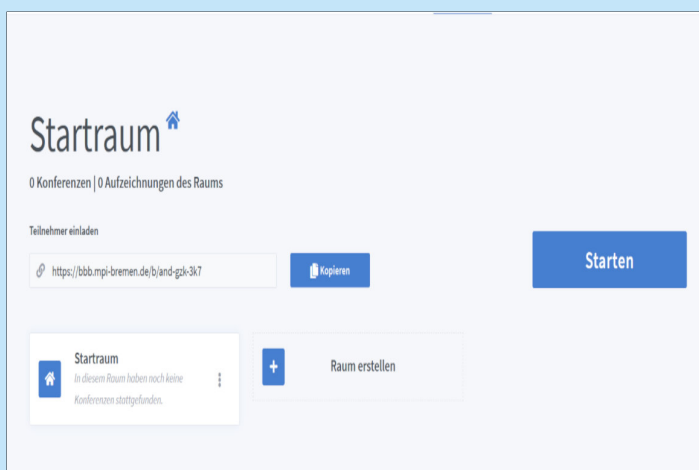 Startraum
0 Konferenzen | 0 Aufzeichnungen des Raums
Teilnehmer einladen
https://bbb.mpi-bremen.de/b/and-gzk-3k7
Kopieren
Starten
Startraum
In diesem Raum haben noch keine
Konferenzen stattgefunden.
Raum erstellen